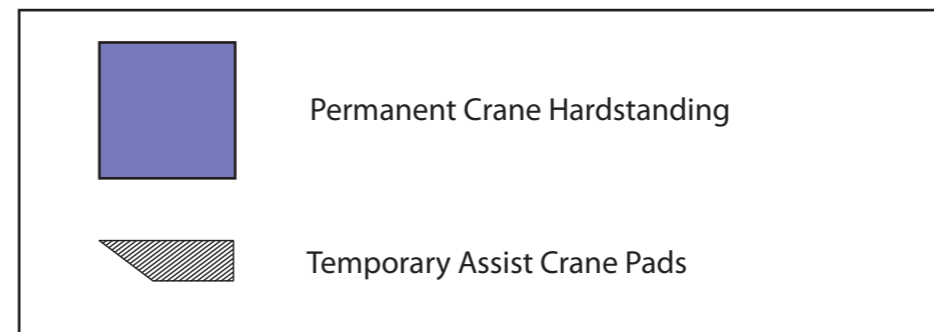 Permanent Crane Hardstanding
Temporary Assist Crane Pads